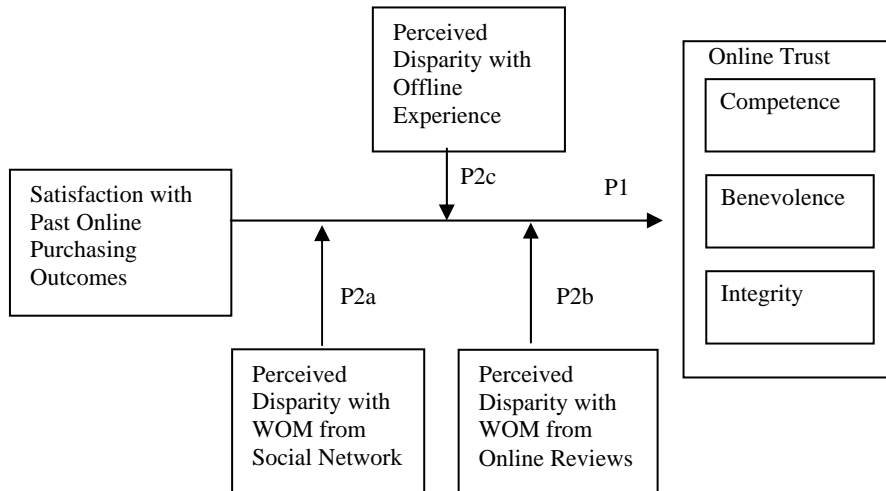 Perceived
Disparity with
Offline
Experience
Online Trust
Competence
Benevolence
Integrity
P2c
P1
Satisfaction with
Past Online
Purchasing
Outcomes
P2a
P2b
Perceived
Disparity with
WOM from
Social Network
Perceived
Disparity with
WOM from
Online Reviews